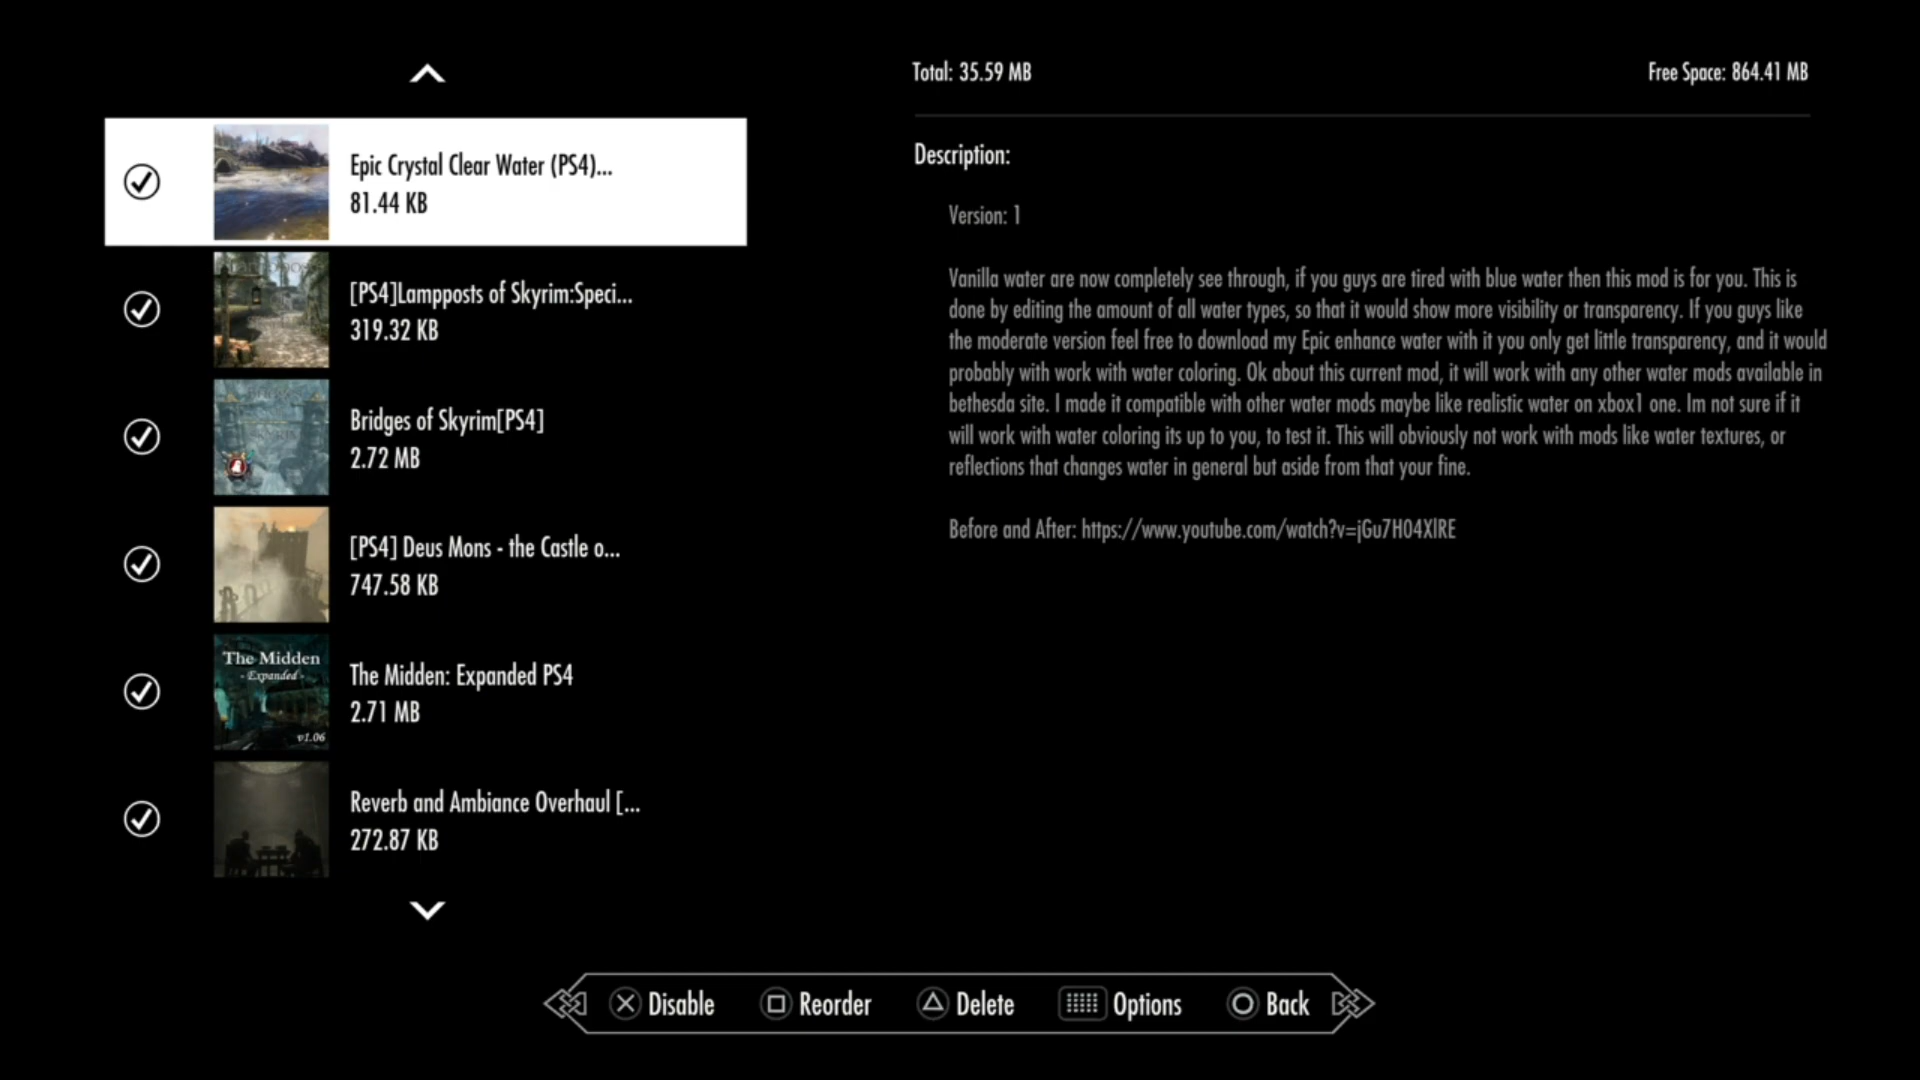 Total: 35.59 MB
Free Space: 864.41 MB
Epic Crystal Clear Water (PS4)...
81.44 KB
[PS4]Lampposts of Skyrim:Speci...
319.32 KB
Bridges of Skyrim[PS4]
2.72 MB
[PS4] Deus Mons - the Castle o...
747.58 KB
The Midden
- Expanded -
v1.06
The Midden: Expanded PS4
2.71 MB
Reverb and Ambiance Overhaul [...
272.87 KB
Description:
Version: 1
Vanilla water are now completely see through, if you guys are tired with blue water then this mod is for you. This is
done by editing the amount of all water types, so that it would show more visibility or transparency. If you guys like
the moderate version feel free to download my Epic enhance water with it you only get little transparency, and it would
probably with work with water coloring. Ok about this current mod, it will work with any other water mods available in
bethesda site. I made it compatible with other water mods maybe like realistic water on xbox1 one. Im not sure if it
will work with water coloring its up to you, to test it. This will obviously not work with mods like water textures, or
reflections that changes water in general but aside from that your fine.
Before and After: https://www.youtube.com/watch?v=jGu7H04XlRE
Disable
Reorder
Delete
Options
Back